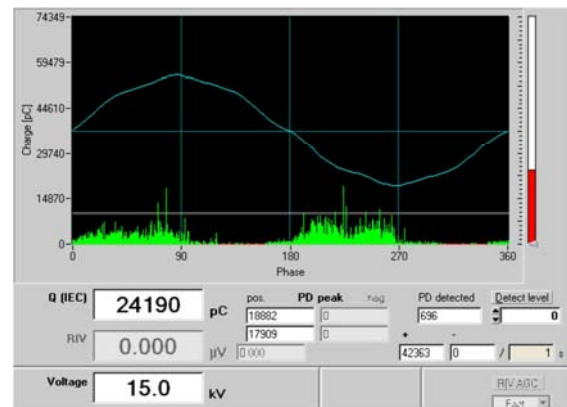 74349
59479
44610
29740
14870
0
Charge [pC]
0 90 180 270 360
Phase
Q (IEC) 24190 pC
pos. PD peak neg
18882 0
17909 0
PD detected Detect level
696 0
RIV 0.000 µV 0.000
+ -
42363 0 / 1 s
Voltage 15.0 kV
RIV AGC
Fast